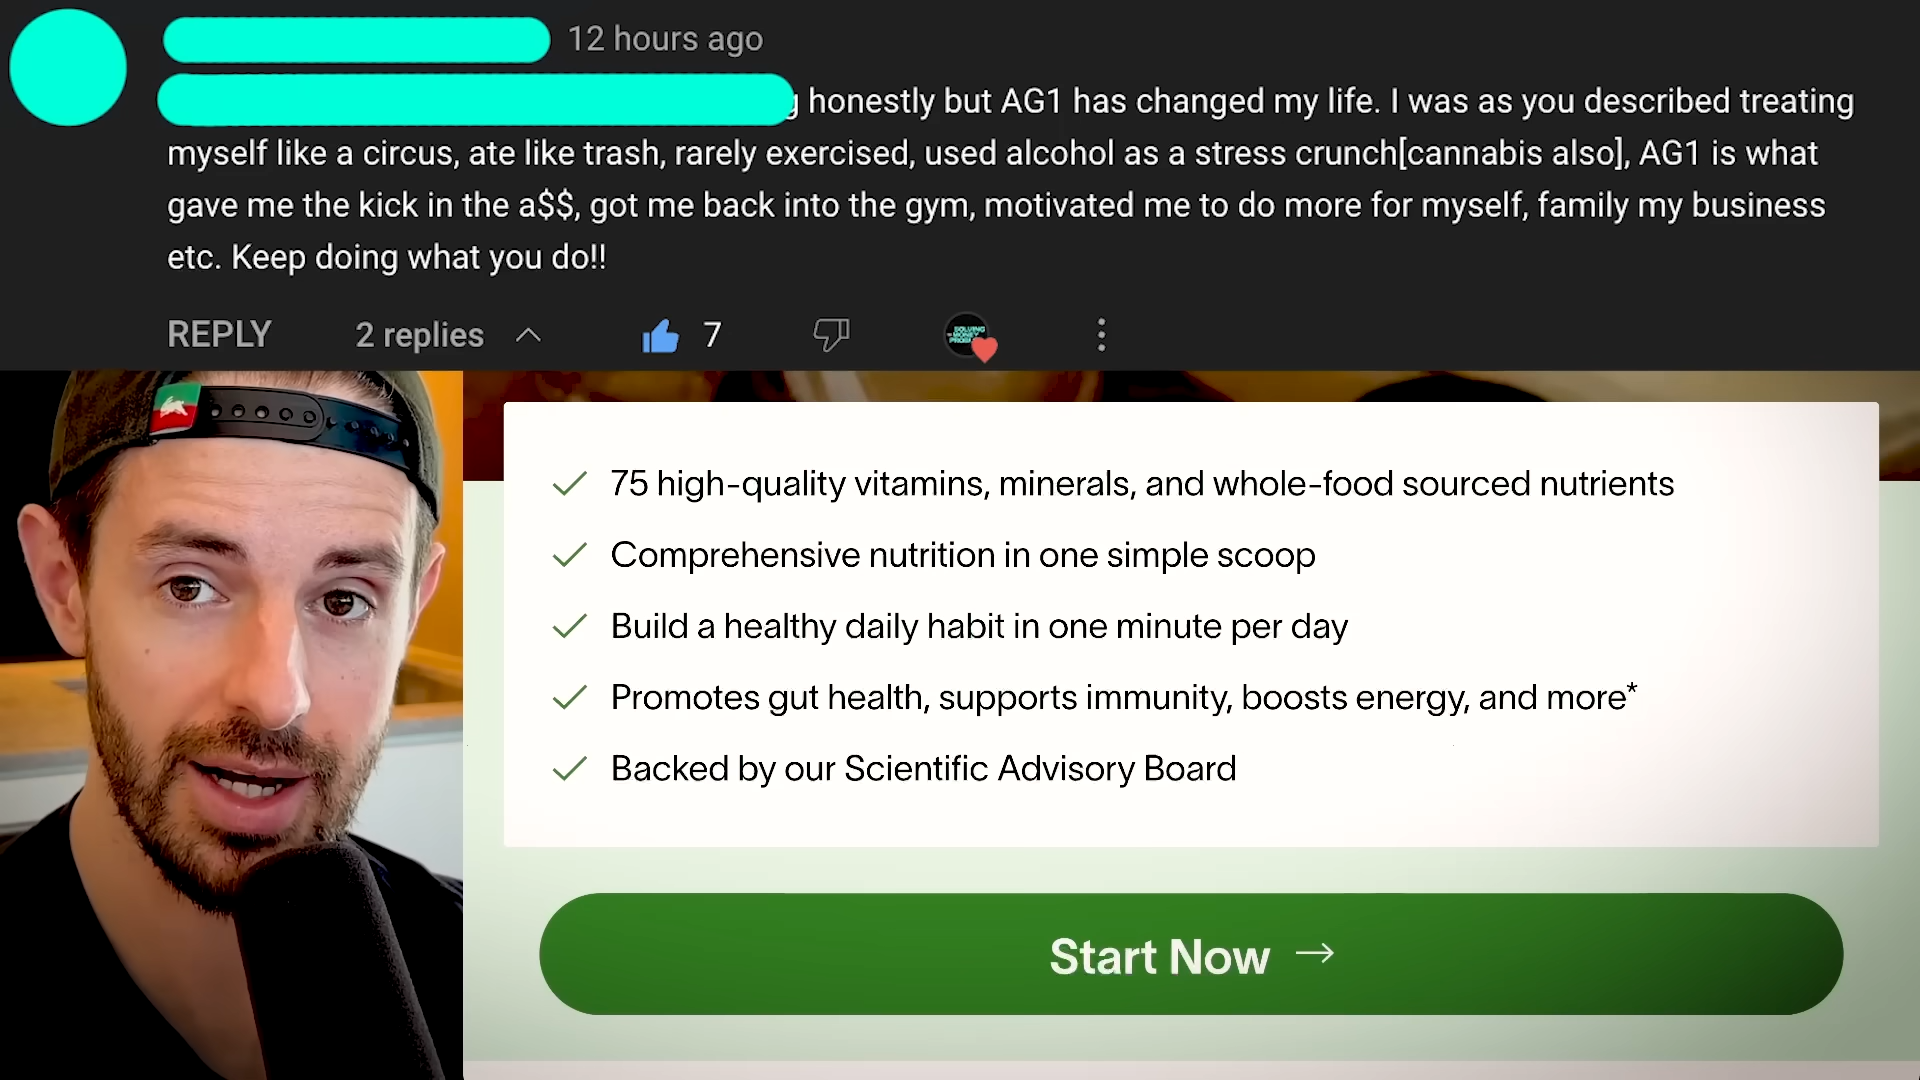 12 hours ago
honestly but AG1 has changed my life. I was as you described treating
myself like a circus, ate like trash, rarely exercised, used alcohol as a stress crunch[cannabis also], AG1 is what
gave me the kick in the a$$, got me back into the gym, motivated me to do more for myself, family my business
etc. Keep doing what you do!!
REPLY 2 replies 7
SOLVING
MONEY
75 high-quality vitamins, minerals, and whole-food sourced nutrients
Comprehensive nutrition in one simple scoop
Build a healthy daily habit in one minute per day
Promotes gut health, supports immunity, boosts energy, and more*
Backed by our Scientific Advisory Board
Start Now →